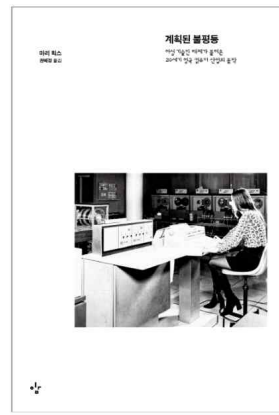 계획된 불평등
여성 기술인 배제가 불러온
20세기 영국 컴퓨터 산업의 몰락
마리 힉스
권혜정 옮김
이음